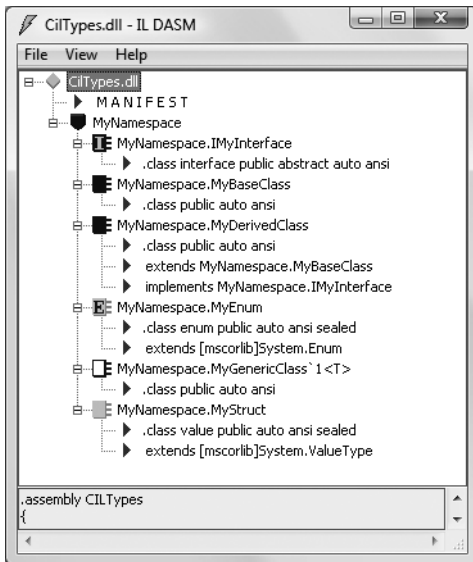 CilTypes.dll - IL DASM
File View Help
CilTypes.dll
MANIFEST
MyNamespace
MyNamespace.IMyInterface
.class interface public abstract auto ansi
MyNamespace.MyBaseClass
.class public auto ansi
MyNamespace.MyDerivedClass
.class public auto ansi
extends MyNamespace.MyBaseClass
implements MyNamespace.IMyInterface
MyNamespace.MyEnum
.class enum public auto ansi sealed
extends [mscorlib]System.Enum
MyNamespace.MyGenericClass`1<T>
.class public auto ansi
MyNamespace.MyStruct
.class value public auto ansi sealed
extends [mscorlib]System.ValueType
.assembly CILTypes
{